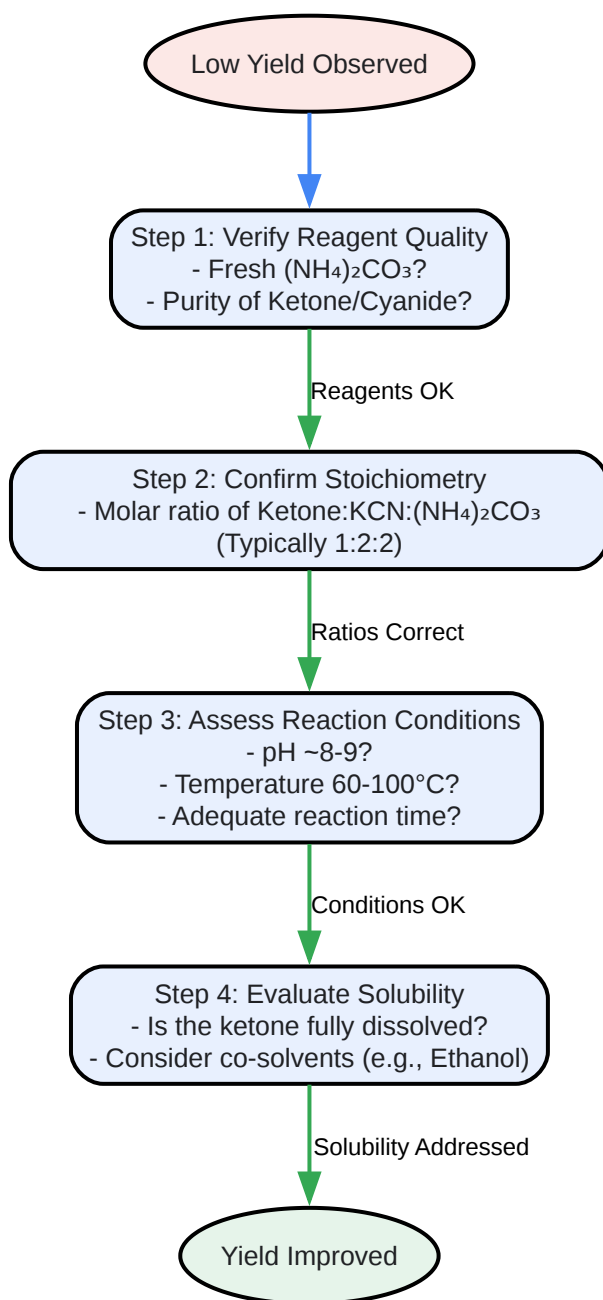 Low Yield Observed
Step 1: Verify Reagent Quality
- Fresh (NH₄)₂CO₃?
- Purity of Ketone/Cyanide?
Reagents OK
Step 2: Confirm Stoichiometry
- Molar ratio of Ketone:KCN:(NH₄)₂CO₃
(Typically 1:2:2)
Ratios Correct
Step 3: Assess Reaction Conditions
- pH ~8-9?
- Temperature 60-100°C?
- Adequate reaction time?
Conditions OK
Step 4: Evaluate Solubility
- Is the ketone fully dissolved?
- Consider co-solvents (e.g., Ethanol)
Solubility Addressed
Yield Improved